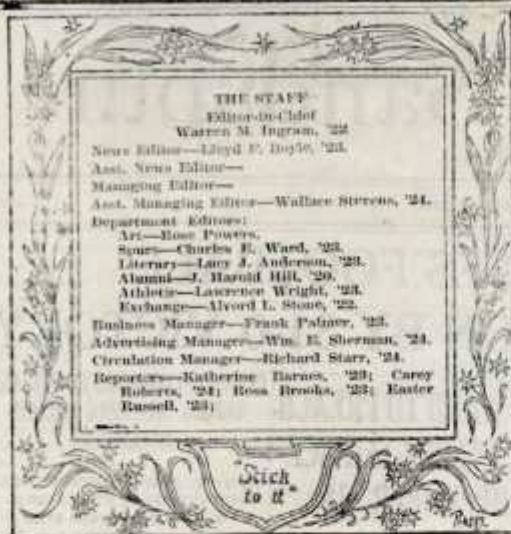 THE STAFF
Editor-in-Chief
Warren M. Ingram, '22
News Editor—Lloyd F. Doyle, '23.
Asst. News Editor—
Managing Editor—
Asst. Managing Editor—Wallace Stevens, '24.
Department Editors:
Art—Rose Powers.
Spurs—Charles E. Ward, '23.
Literary—Lucy J. Anderson, '23.
Alumni—J. Harold Hill, '20.
Athletic—Lawrence Wright, '23.
Exchange—Alvord L. Stone, '22.
Business Manager—Frank Palmer, '23.
Advertising Manager—Wm. E. Sherman, '24.
Circulation Manager—Richard Starr, '24.
Reporters—Katherine Barnes, '23; Carey
Roberts, '24; Rosa Brooks, '23; Easter
Russell, '23;
"Stick
to it"